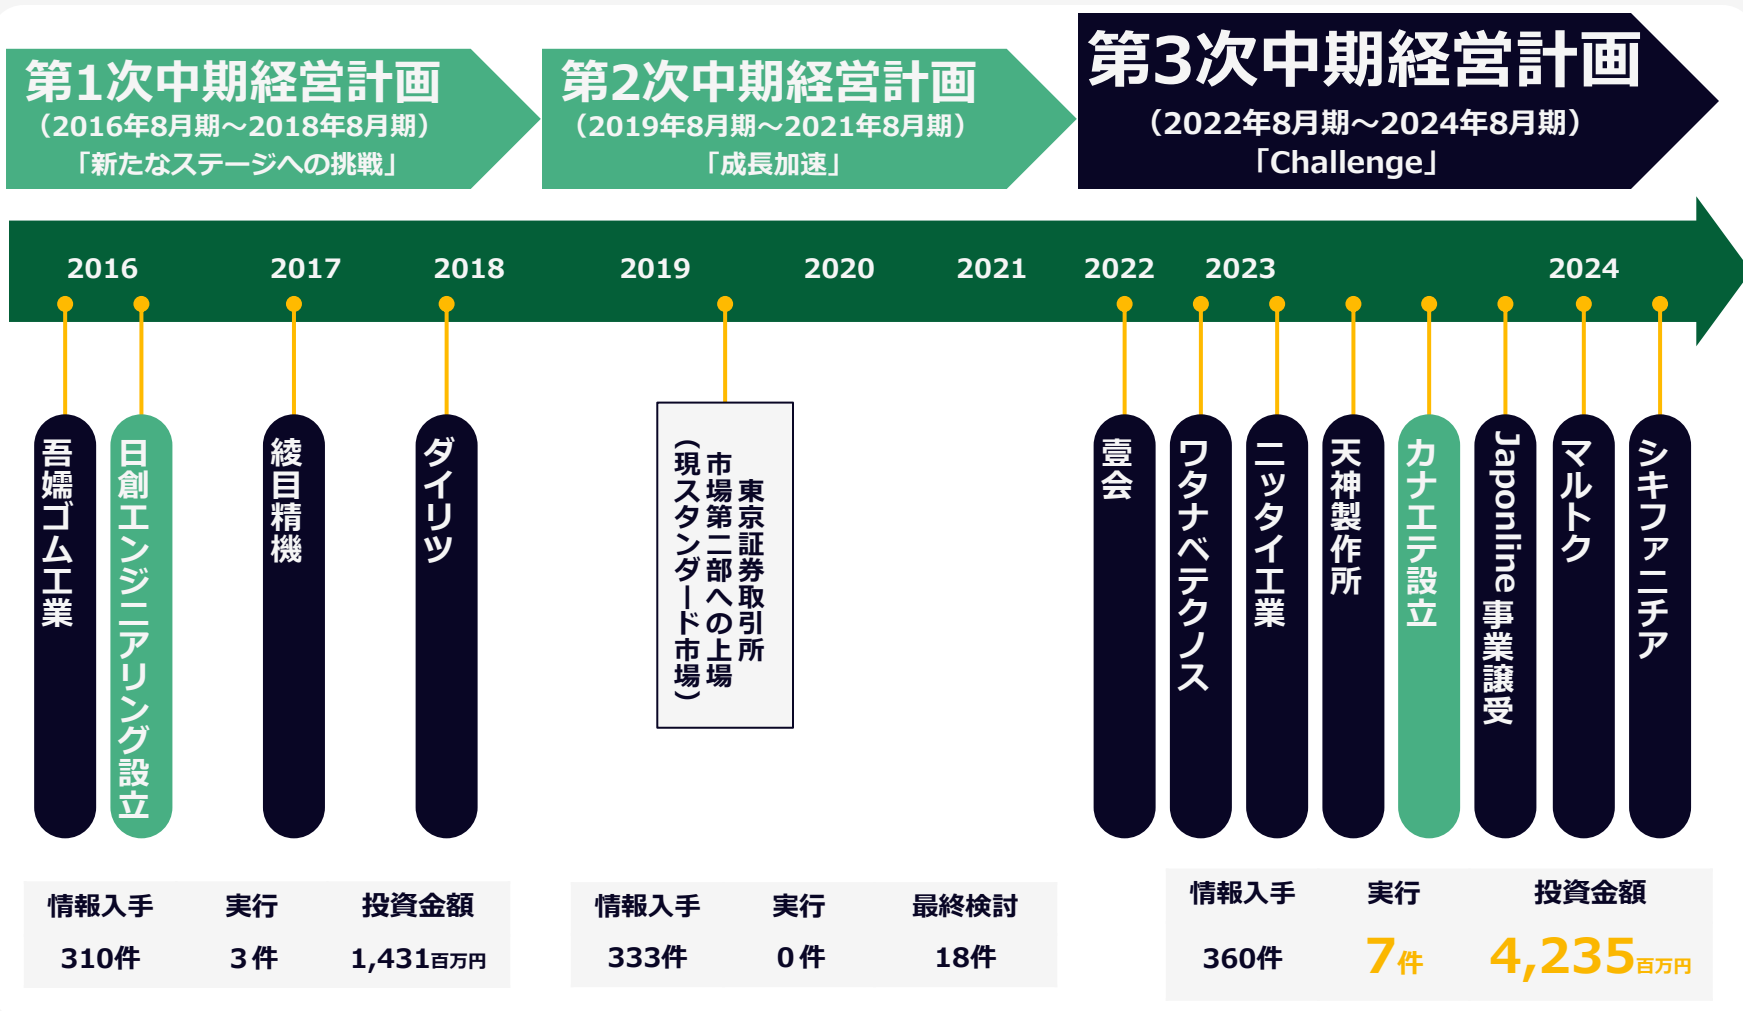 第1次中期経営計画
（2016年8月期～2018年8月期）
「新たなステージへの挑戦」
第2次中期経営計画
（2019年8月期～2021年8月期）
「成長加速」
第3次中期経営計画
（2022年8月期～2024年8月期）
「Challenge」
2016
2017
2018
2019
2020
2021
2022
2023
2024
吾嬬ゴム工業
日創エンジニアリング設立
綾目精機
ダイリツ
東京証券取引所
市場第二部への上場
（現スタンダード市場）
壹会
ワタナベテクノス
ニッタイ工業
天神製作所
カナエテ設立
Japonline事業譲受
マルトク
シキファニチア
情報入手
実行
投資金額
310件
3件
1,431百万円
情報入手
実行
最終検討
333件
0件
18件
情報入手
実行
投資金額
360件
7件
4,235百万円